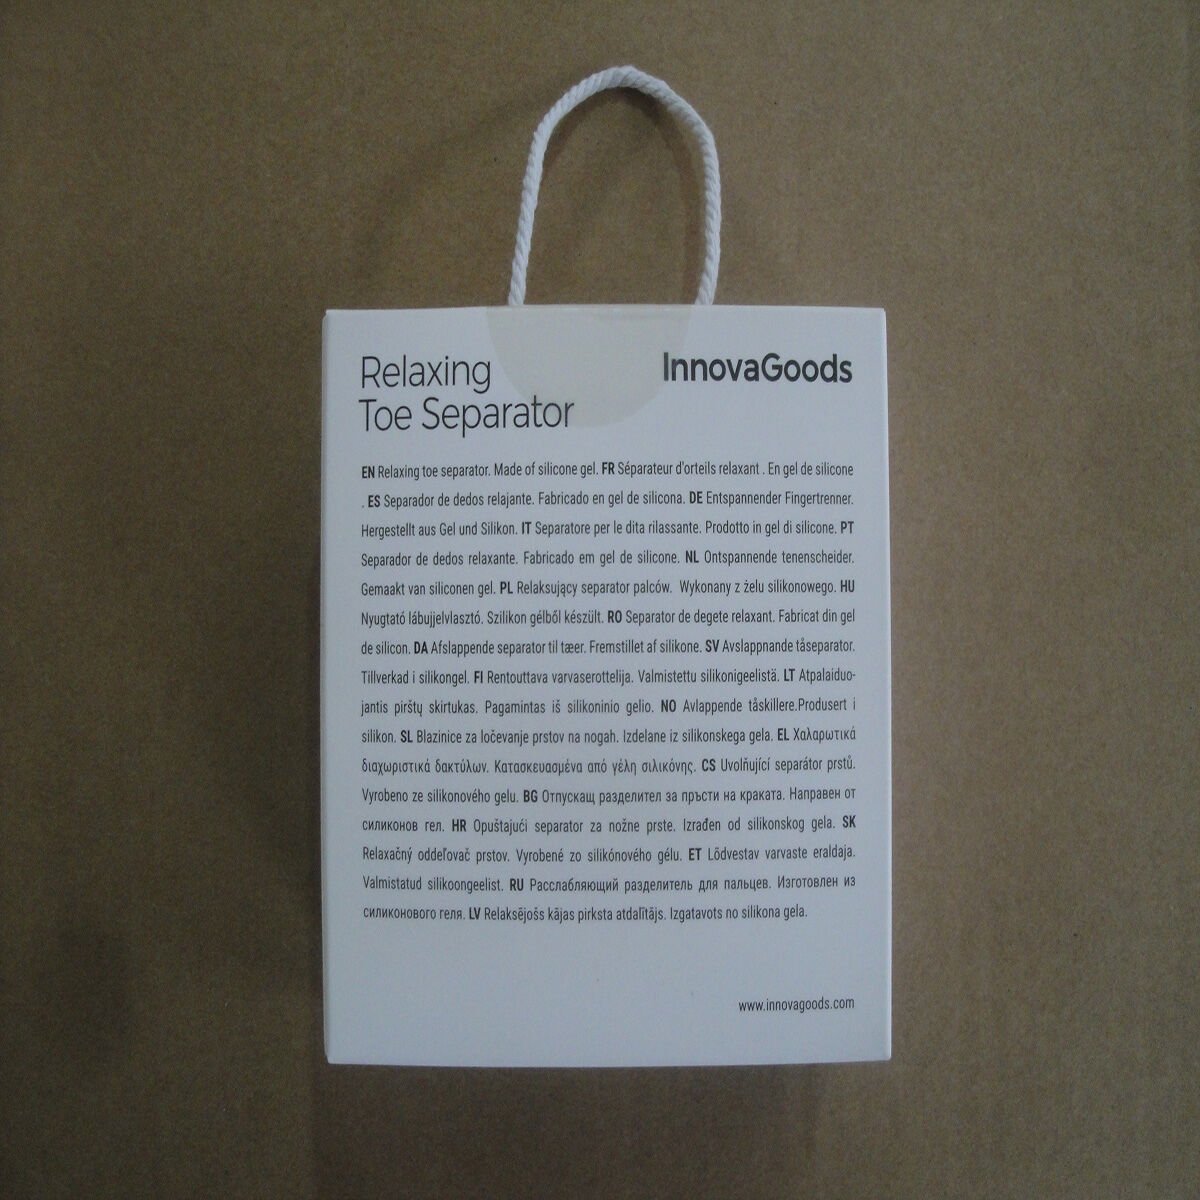 Relaxing
Toe Separator
InnovaGoods
EN Relaxing toe separator. Made of silicone gel. FR Séparateur d'orteils relaxant . En gel de silicone
. ES Separador de dedos relajante. Fabricado en gel de silicona. DE Entspannender Fingertrenner.
Hergestellt aus Gel und Silikon. IT Separatore per le dita rilassante. Prodotto in gel di silicone. PT
Separador de dedos relaxante. Fabricado em gel de silicone. NL Ontspannende tenenscheider.
Gemaakt van siliconen gel. PL Relaksujący separator palców. Wykonany z żelu silikonowego. HU
Nyugtató lábujjelvlasztó. Szilikon gélből készült. RO Separator de degete relaxant. Fabricat din gel
de silicon. DA Afslappende separator til tæer. Fremstillet af silikone. SV Avslappnande tåseparator.
Tillverkad i silikongel. FI Rentouttava varvaserottelija. Valmistettu silikonigeelistä. LT Atpalaiduo-
jantis pirštų skirtukas. Pagamintas iš silikoninio gelio. NO Avlappende tåskillere.Produsert i
silikon. SL Blazinice za ločevanje prstov na nogah. Izdelane iz silikonskega gela. EL Χαλαρωτικά
διαχωριστικά δακτύλων. Κατασκευασμένα από γέλη σιλικόνης. CS Uvolňující separátor prstů.
Vyrobeno ze silikonového gelu. BG Отпускащ разделител за пръсти на краката. Направен от
силиконов гел. HR Opuštajući separator za nožne prste. Izrađen od silikonskog gela. SK
Relaxačný oddeľovač prstov. Vyrobené zo silikónového gélu. ET Lõdvestav varvaste eraldaja.
Valmistatud silikoongeelist. RU Расслабляющий разделитель для пальцев. Изготовлен из
силиконового геля. LV Relaksējošs kājas pirksta atdalītājs. Izgatavots no silikona gela.
www.innovagoods.com